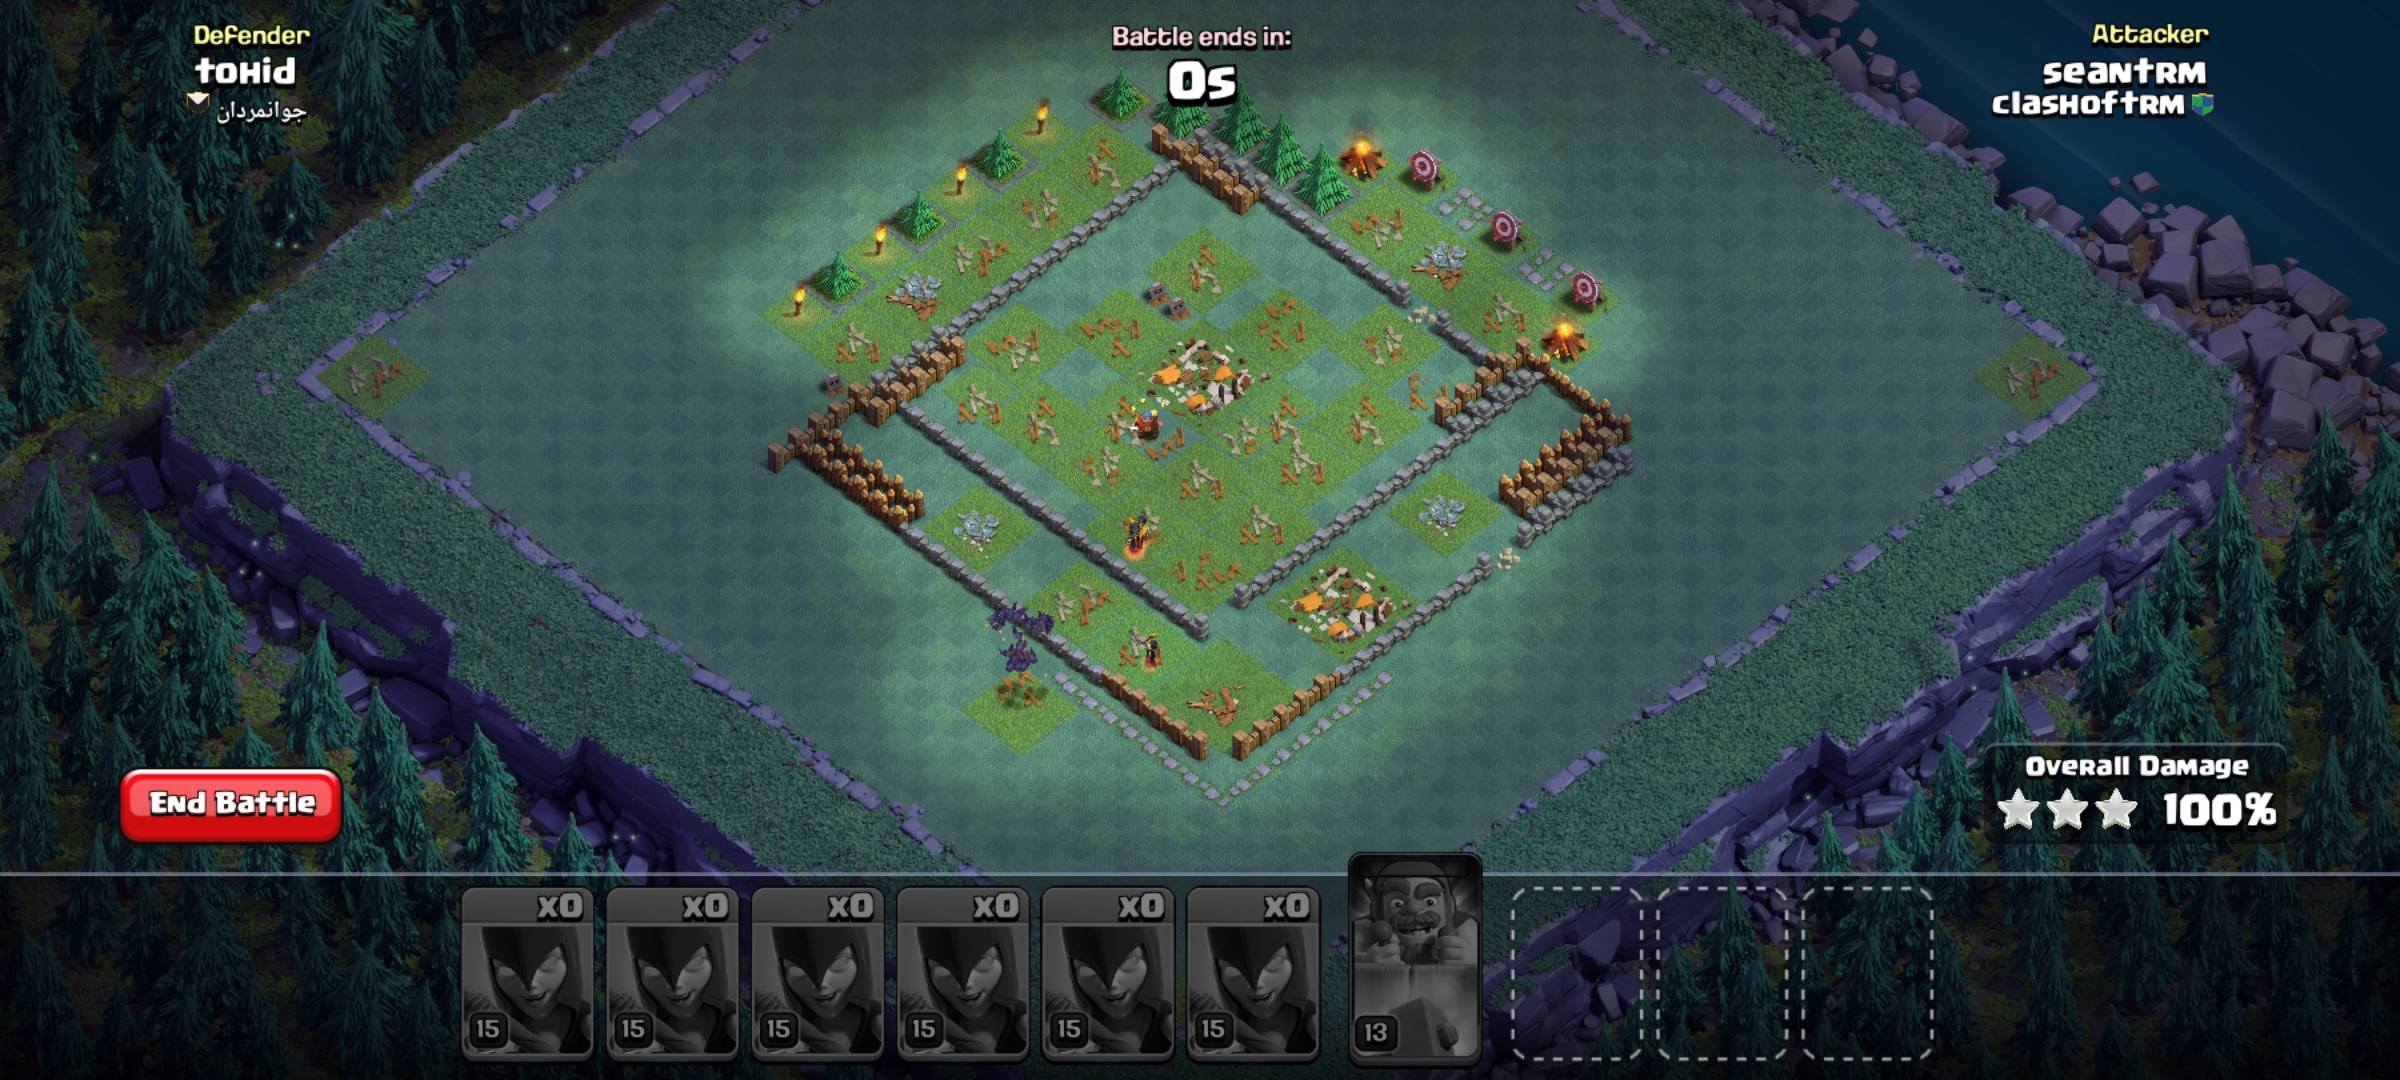 Defender
tOHiD
جوانمردان
Battle ends in:
0s
Attacker
seantRM
clashoftRM
End Battle
Overall Damage
100%
x0 x0 x0 x0 x0 x0
15 15 15 15 15 15 13